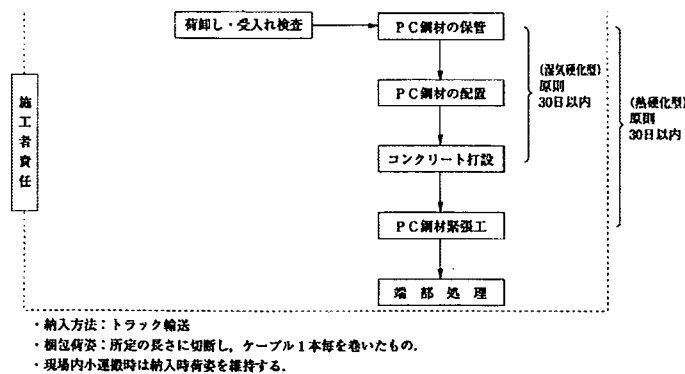 荷卸し・受入れ検査
PC鋼材の保管
(湿気硬化型)
原則
30日以内
(熱硬化型)
原則
30日以内
施工者責任
PC鋼材の配置
コンクリート打設
PC鋼材緊張工
端部処理
・納入方法:トラック輸送
・梱包荷姿:所定の長さに切断し,ケーブル1本毎を巻いたもの.
・現場内小運搬時は納入時荷姿を維持する.